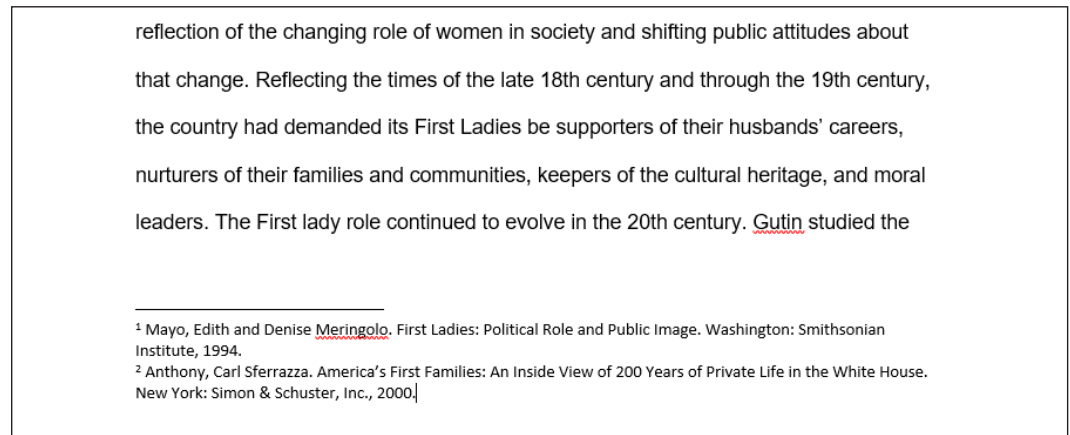 reflection of the changing role of women in society and shifting public attitudes about
that change. Reflecting the times of the late 18th century and through the 19th century,
the country had demanded its First Ladies be supporters of their husbands’ careers,
nurturers of their families and communities, keepers of the cultural heritage, and moral
leaders. The First lady role continued to evolve in the 20th century. Gutin studied the
¹ Mayo, Edith and Denise Meringolo. First Ladies: Political Role and Public Image. Washington: Smithsonian
Institute, 1994.
² Anthony, Carl Sferrazza. America’s First Families: An Inside View of 200 Years of Private Life in the White House.
New York: Simon & Schuster, Inc., 2000.